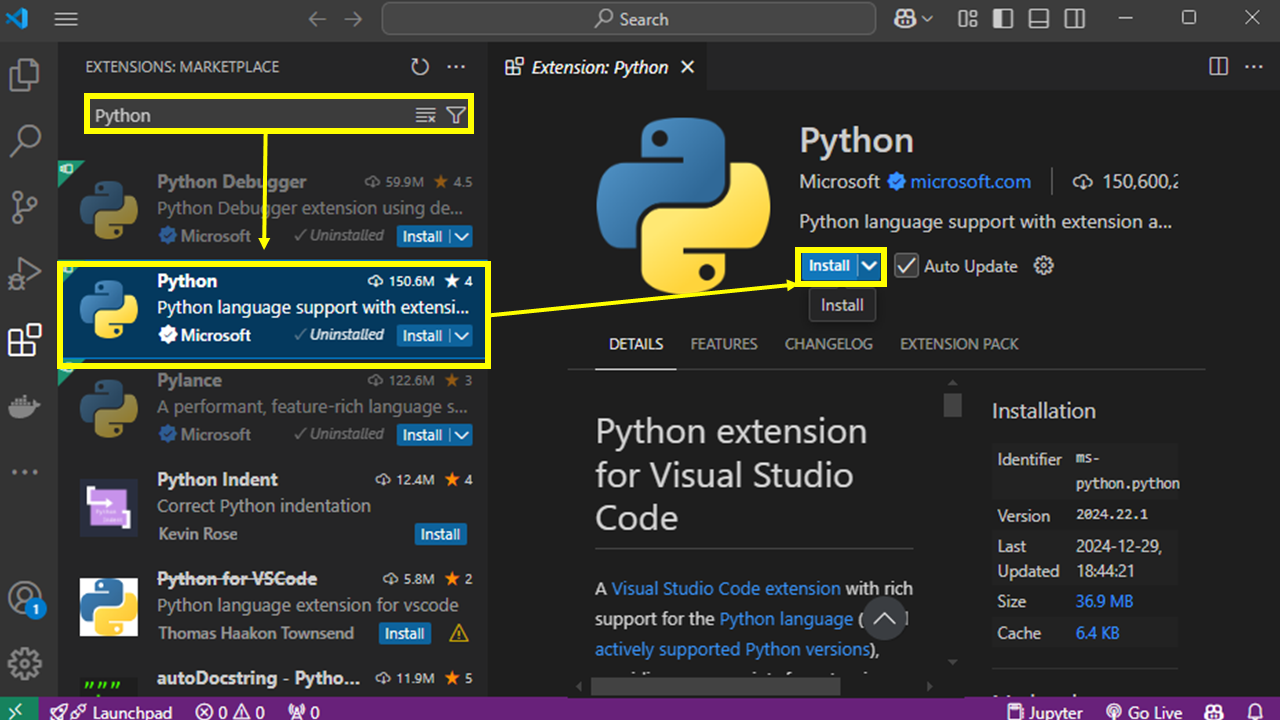 Search
EXTENSIONS: MARKETPLACE
Python
Python Debugger 59.9M 4.5
Python Debugger extension using de...
Microsoft Uninstalled Install
Python 150.6M 4
Python language support with extensi...
Microsoft Uninstalled Install
Pylance 122.6M 3
A performant, feature-rich language s...
Microsoft Uninstalled Install
Python Indent 12.4M 4
Correct Python indentation
Kevin Rose Install
Python for VSCode 5.8M 2
Python language extension for vscode
Thomas Haakon Townsend Install
autoDocstring - Pytho... 11.9M 5
1
Extension: Python
Python
Microsoft microsoft.com 150,600,2
Python language support with extension a...
Install Auto Update
Install
DETAILS FEATURES CHANGELOG EXTENSION PACK
Python extension
for Visual Studio
Code
A Visual Studio Code extension with rich
support for the Python language (
actively supported Python versions),
Installation
Identifier ms-
python.python
Version 2024.22.1
Last 2024-12-29,
Updated 18:44:21
Size 36.9 MB
Cache 6.4 KB
Launchpad 0 0 0 Jupyter Go Live